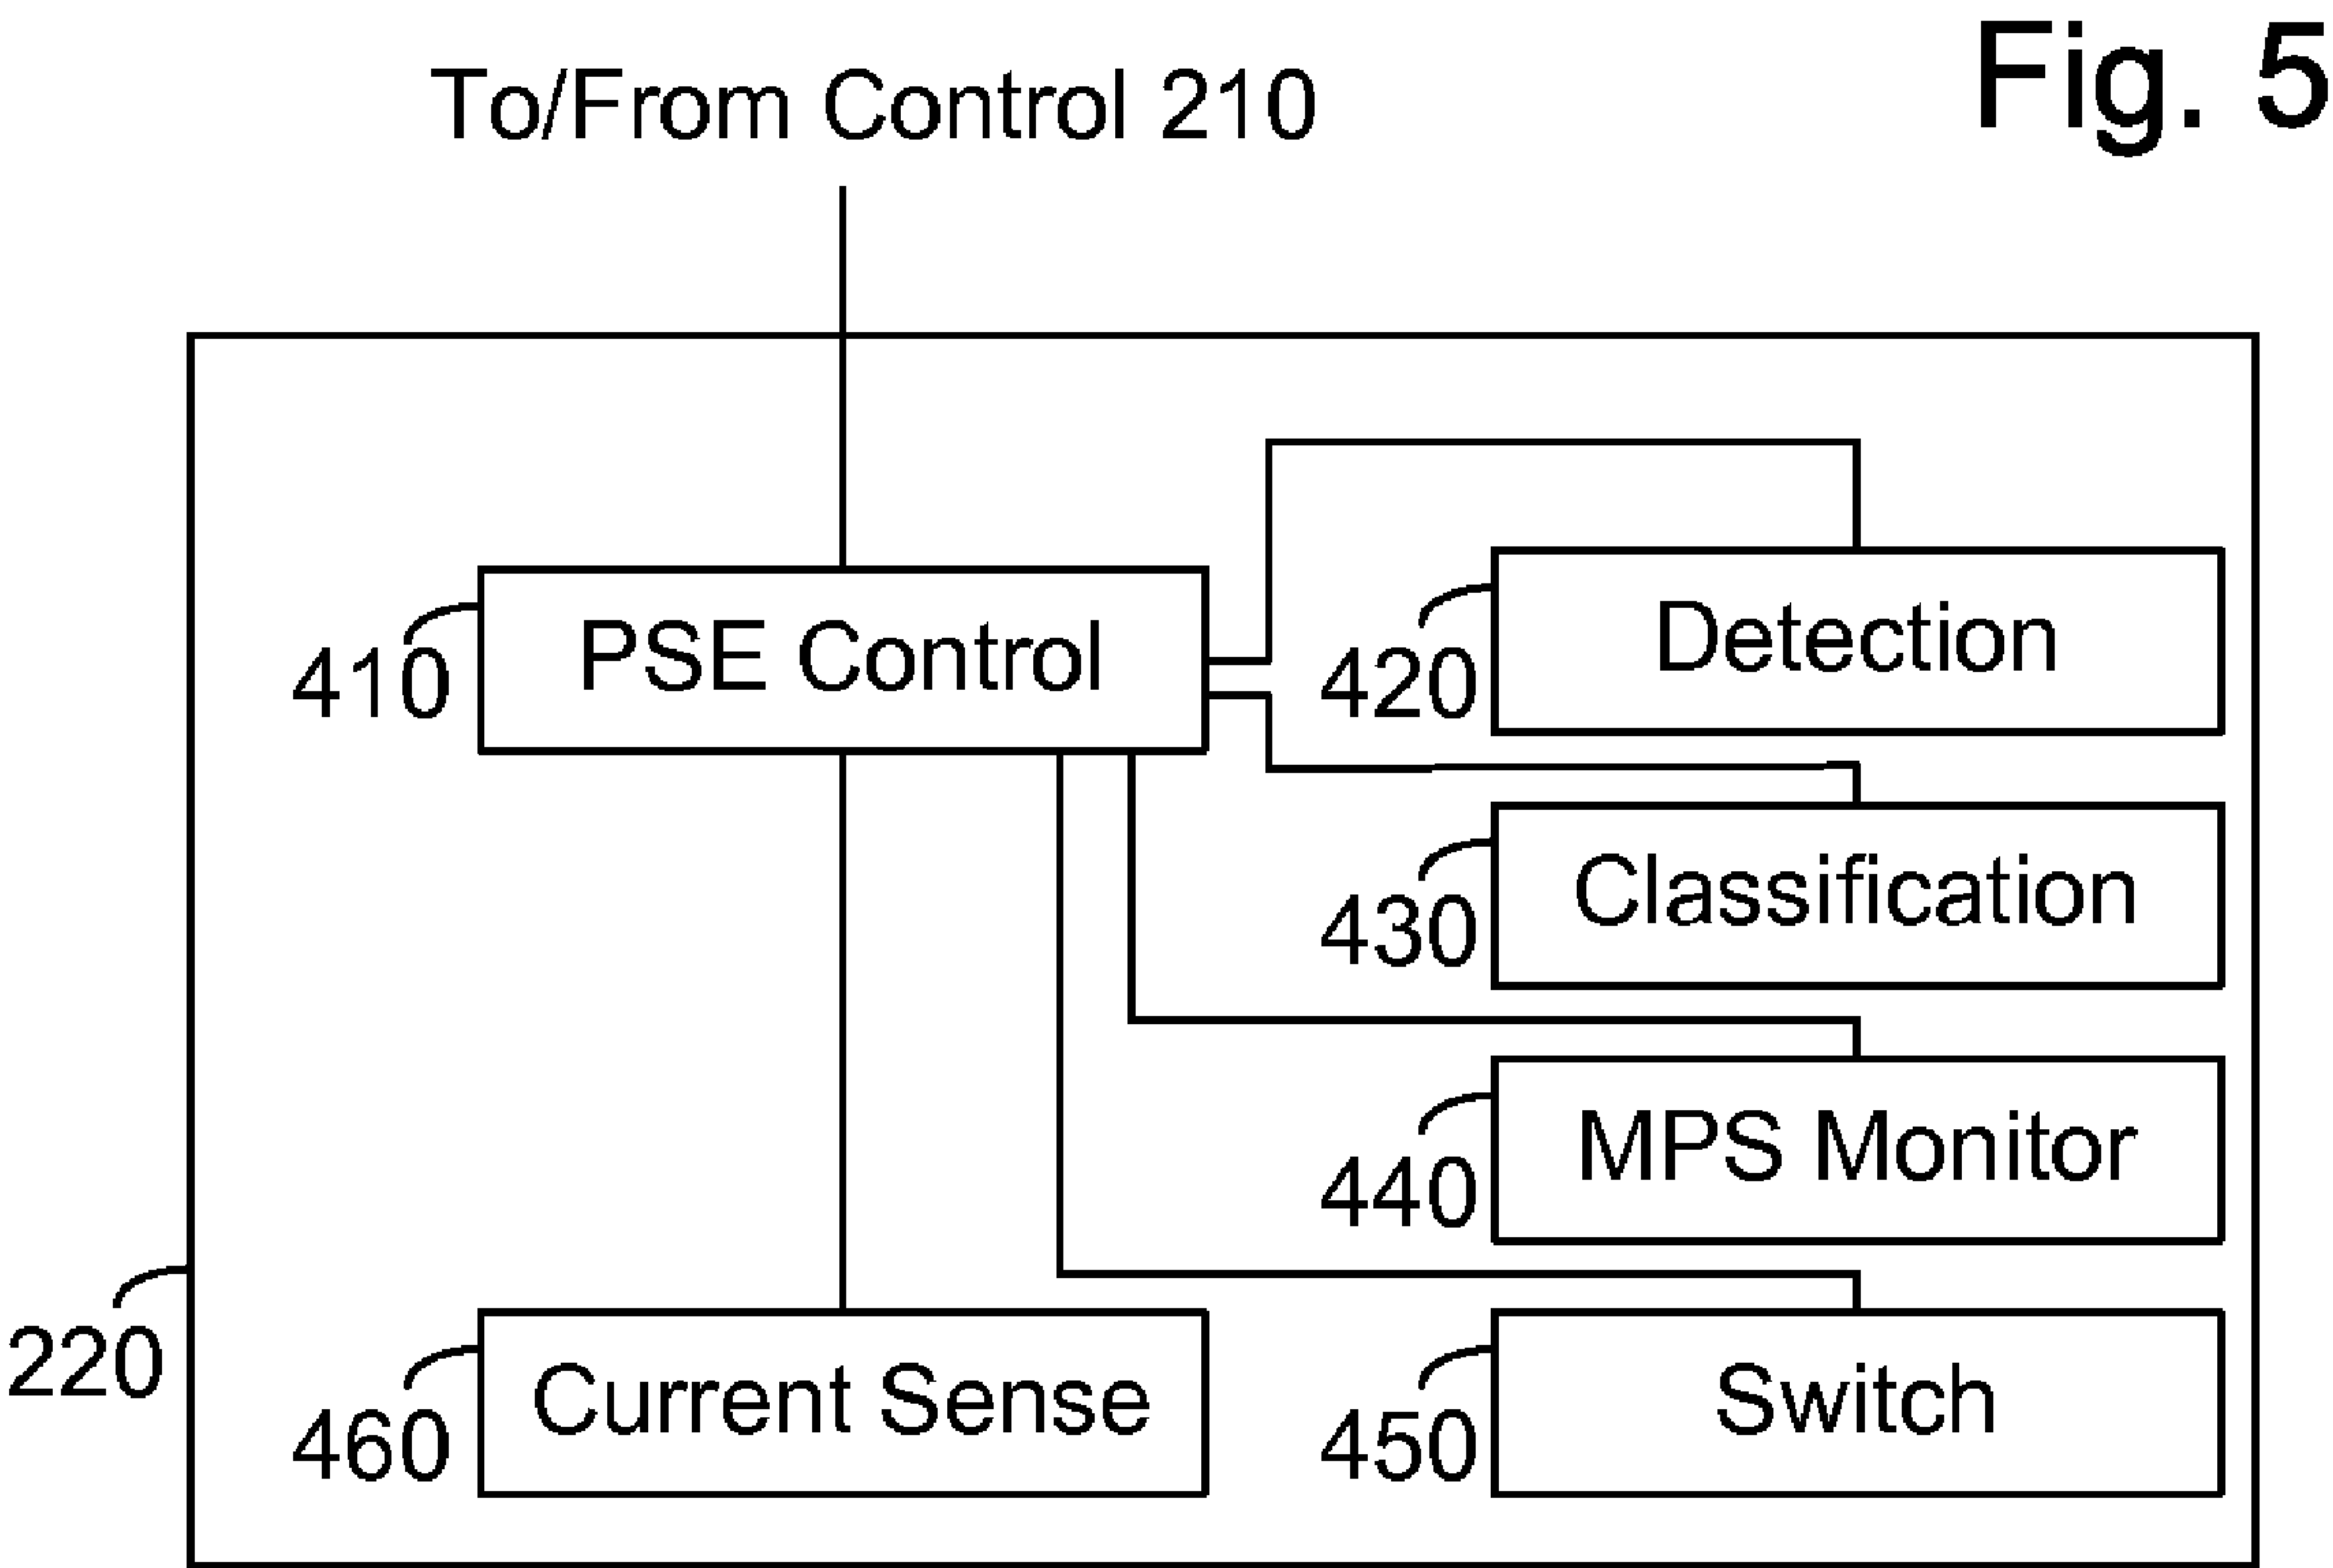 Fig. 5
To/From Control 210
PSE Control
410
Detection
420
Classification
430
MPS Monitor
440
220
Current Sense
460
Switch
450